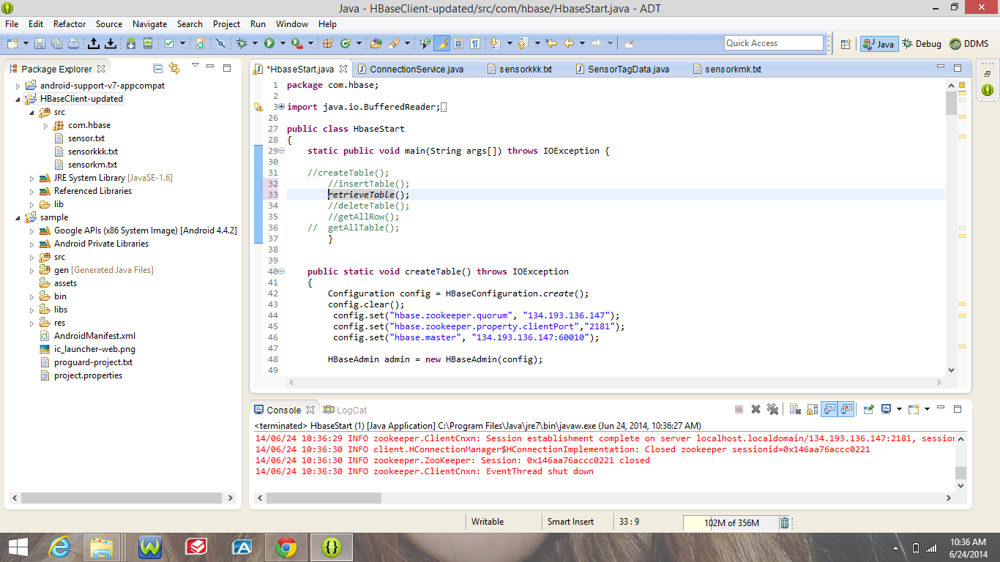 Java - HBaseClient-updated/src/com/hbase/HbaseStart.java - ADT
File Edit Refactor Source Navigate Search Project Run Window Help
Quick Access
Java
Debug
DDMS
Package Explorer
android-support-v7-appcompat
HBaseClient-updated
src
com.hbase
sensor.txt
sensorkkk.txt
sensorkm.txt
JRE System Library [JavaSE-1.6]
Referenced Libraries
lib
sample
Google APIs (x86 System Image) [Android 4.4.2]
Android Private Libraries
src
gen [Generated Java Files]
assets
bin
libs
res
AndroidManifest.xml
ic_launcher-web.png
proguard-project.txt
project.properties
*HbaseStart.java ConnectionService.java sensorkkk.txt SensorTagData.java sensorkmk.txt
1 package com.hbase;
2
3 import java.io.BufferedReader;
26
27 public class HbaseStart
28 {
29 static public void main(String args[]) throws IOException {
30
31 //createTable();
32 //insertTable();
33 retrieveTable();
34 //deleteTable();
35 //getAllRow();
36 // getAllTable();
37 }
38
39
40 public static void createTable() throws IOException
41 {
42 Configuration config = HBaseConfiguration.create();
43 config.clear();
44 config.set("hbase.zookeeper.quorum", "134.193.136.147");
45 config.set("hbase.zookeeper.property.clientPort","2181");
46 config.set("hbase.master", "134.193.136.147:60010");
47
48 HBaseAdmin admin = new HBaseAdmin(config);
49
Console LogCat
<terminated> HbaseStart (1) [Java Application] C:\Program Files\Java\jre7\bin\javaw.exe (Jun 24, 2014, 10:36:27 AM)
14/06/24 10:36:29 INFO zookeeper.ClientCnxn: Session establishment complete on server localhost.localdomain/134.193.136.147:2181, session
14/06/24 10:36:30 INFO client.HConnectionManager$HConnectionImplementation: Closed zookeeper sessionid=0x146aa76accc0221
14/06/24 10:36:30 INFO zookeeper.ZooKeeper: Session: 0x146aa76accc0221 closed
14/06/24 10:36:30 INFO zookeeper.ClientCnxn: EventThread shut down
Writable
Smart Insert
33 : 9
102M of 356M
10:36 AM
6/24/2014